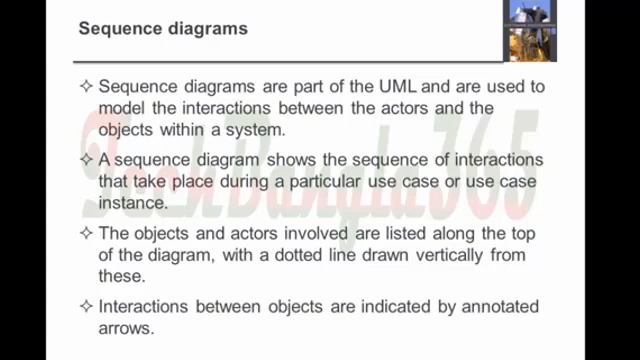 Sequence diagrams
✧ Sequence diagrams are part of the UML and are used to
model the interactions between the actors and the
objects within a system.
✧ A sequence diagram shows the sequence of interactions
that take place during a particular use case or use case
instance.
✧ The objects and actors involved are listed along the top
of the diagram, with a dotted line drawn vertically from
these.
✧ Interactions between objects are indicated by annotated
arrows.
TechBangla365